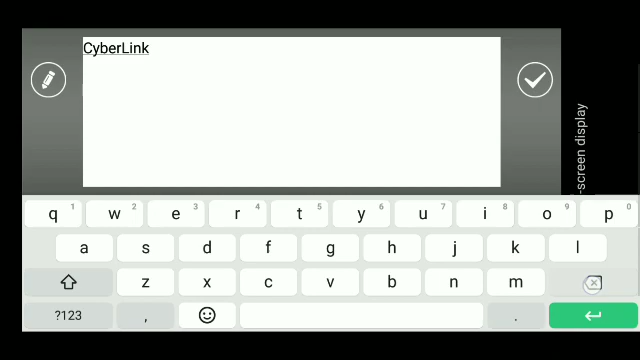 CyberLink
-screen display
q 1 w 2 e 3 r 4 t 5 y 6 u 7 i 8 o 9 p 0
a s d f g h j k l
z x c v b n m
?123 , .